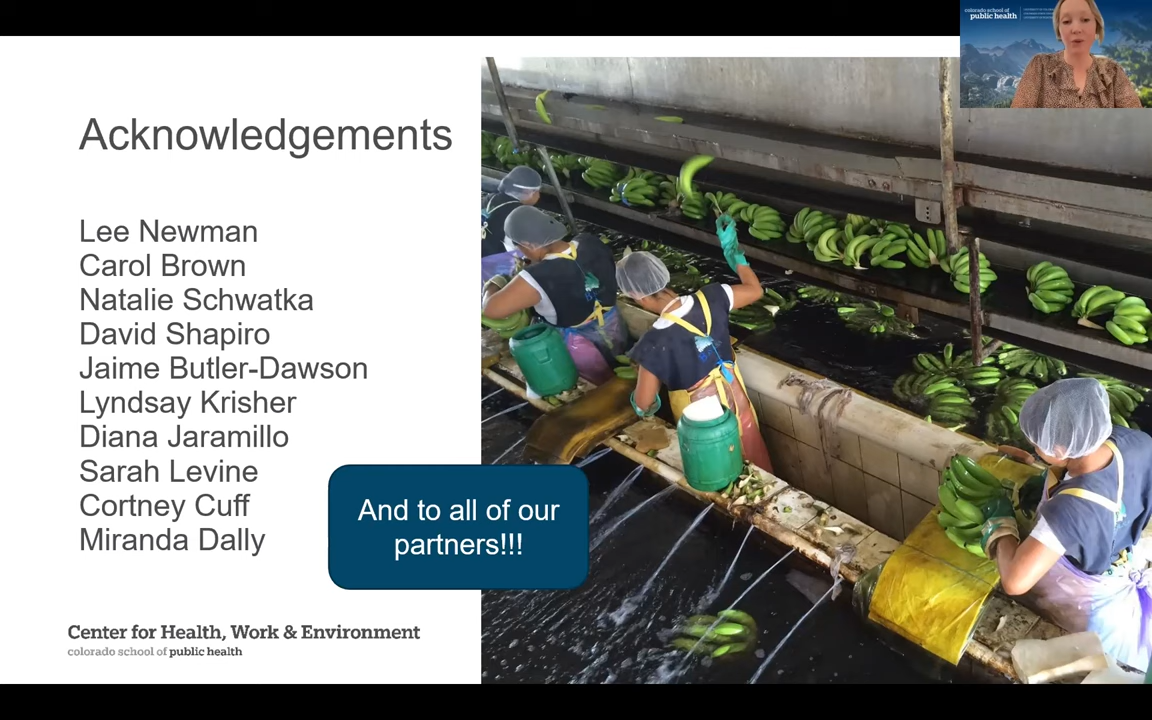 Acknowledgements
Lee Newman
Carol Brown
Natalie Schwatka
David Shapiro
Jaime Butler-Dawson
Lyndsay Krisher
Diana Jaramillo
Sarah Levine
Cortney Cuff
Miranda Dally
And to all of our
partners!!!
Center for Health, Work & Environment
colorado school of public health
colorado school of
public health